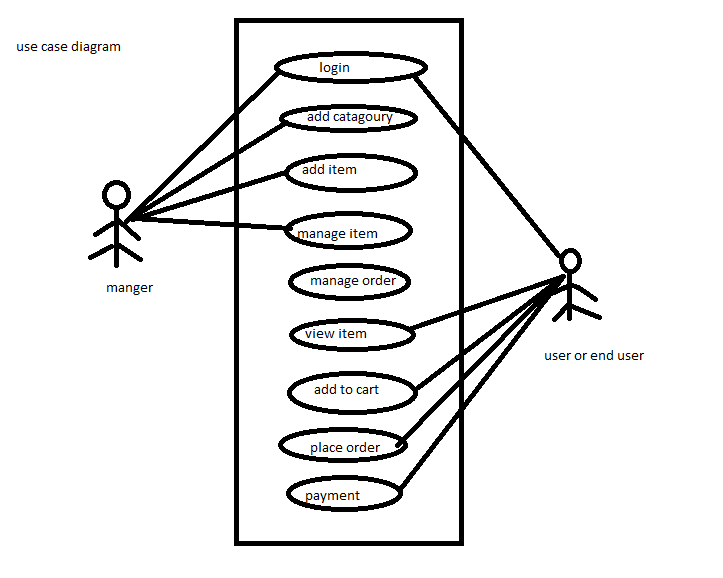 use case diagram
login
add catagoury
add item
manage item
manage order
view item
add to cart
place order
payment
manger
user or end user